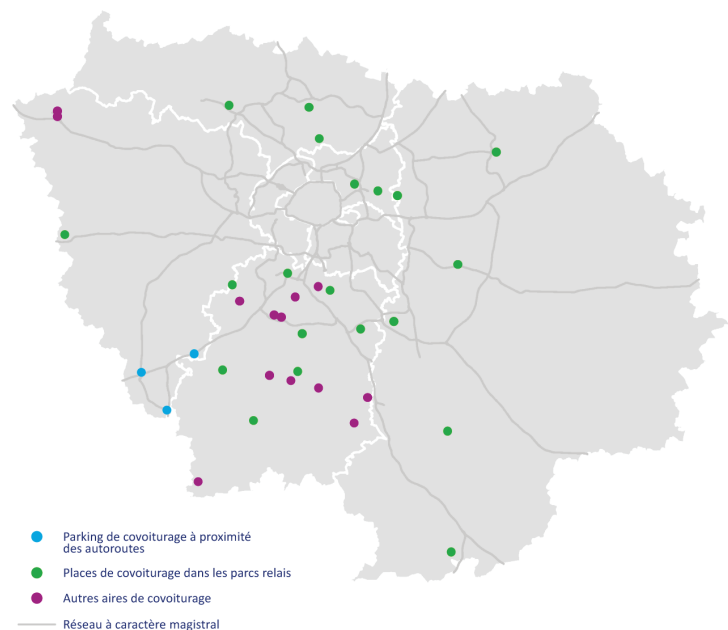 Parking de covoiturage à proximité
des autoroutes
Places de covoiturage dans les parcs relais
Autres aires de covoiturage
Réseau à caractère magistral